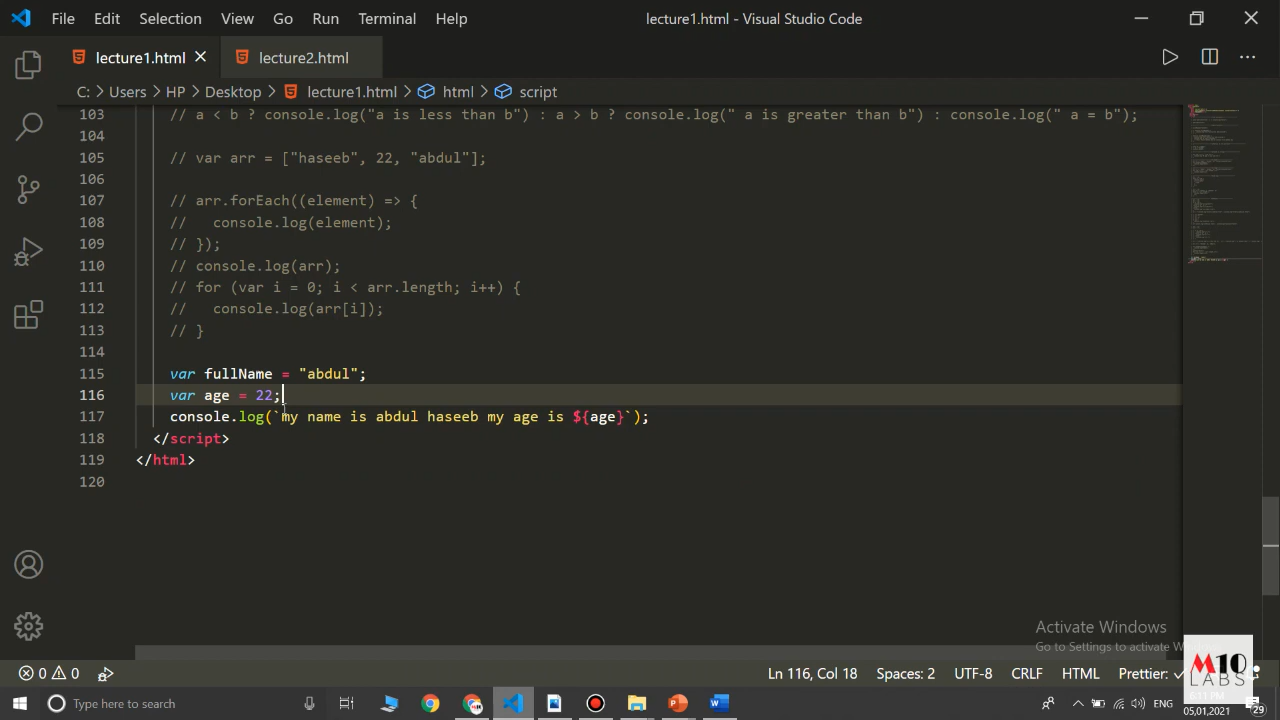 File Edit Selection View Go Run Terminal Help lecture1.html - Visual Studio Code
lecture1.html lecture2.html
C: > Users > HP > Desktop > lecture1.html > html > script
103 // a < b ? console.log("a is less than b") : a > b ? console.log(" a is greater than b") : console.log(" a = b");
104
105 // var arr = ["haseeb", 22, "abdul"];
106
107 // arr.forEach((element) => {
108 //   console.log(element);
109 // });
110 // console.log(arr);
111 // for (var i = 0; i < arr.length; i++) {
112 //   console.log(arr[i]);
113 // }
114
115 var fullName = "abdul";
116 var age = 22;
117 console.log(`my name is abdul haseeb my age is ${age}`);
118 </script>
119 </html>
120
Activate Windows
Go to Settings to activate W
M10
LABS
0 0 Ln 116, Col 18 Spaces: 2 UTF-8 CRLF HTML Prettier: ✓
Type here to search ENG
05,01,2021 29